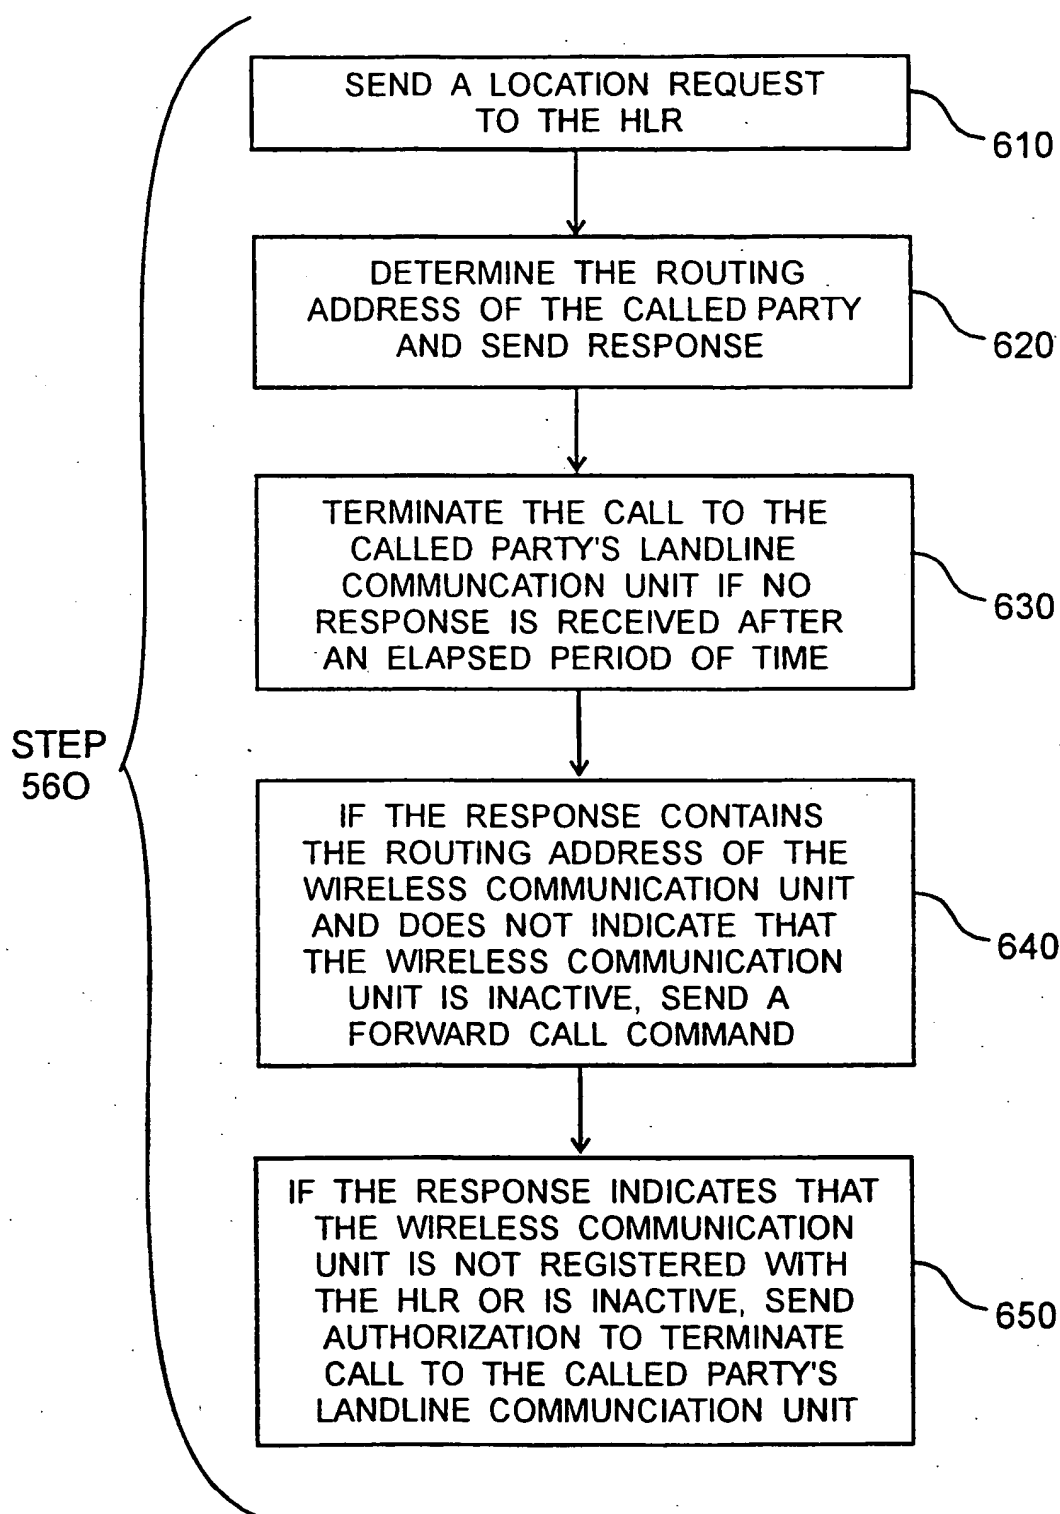 SEND A LOCATION REQUEST
TO THE HLR
610
DETERMINE THE ROUTING
ADDRESS OF THE CALLED PARTY
AND SEND RESPONSE
620
TERMINATE THE CALL TO THE
CALLED PARTY'S LANDLINE
COMMUNCATION UNIT IF NO
RESPONSE IS RECEIVED AFTER
AN ELAPSED PERIOD OF TIME
630
STEP
560
IF THE RESPONSE CONTAINS
THE ROUTING ADDRESS OF THE
WIRELESS COMMUNICATION UNIT
AND DOES NOT INDICATE THAT
THE WIRELESS COMMUNICATION
UNIT IS INACTIVE, SEND A
FORWARD CALL COMMAND
640
IF THE RESPONSE INDICATES THAT
THE WIRELESS COMMUNICATION
UNIT IS NOT REGISTERED WITH
THE HLR OR IS INACTIVE, SEND
AUTHORIZATION TO TERMINATE
CALL TO THE CALLED PARTY'S
LANDLINE COMMUNCIATION UNIT
650